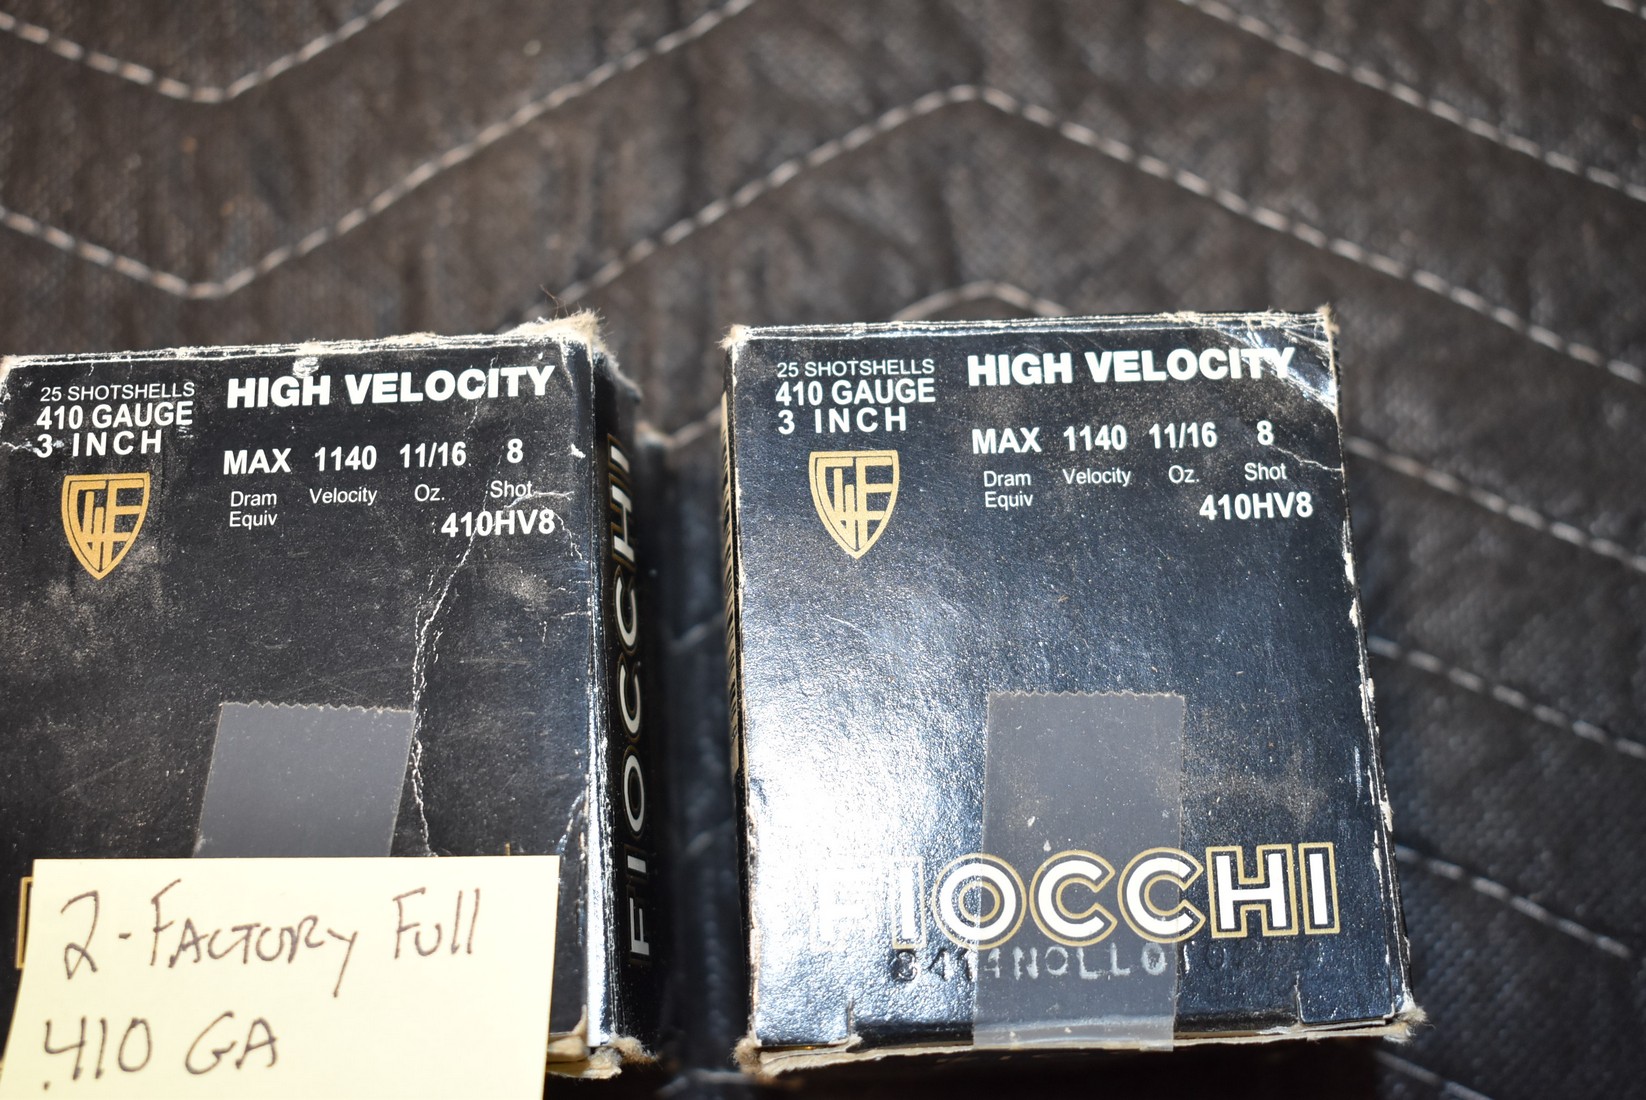 25 SHOTSHELLS
410 GAUGE
3 INCH
HIGH VELOCITY
MAX 1140 11/16 8
Dram Equiv Velocity Oz. Shot
410HV8
FIOCCHI
2-FACTORY Full
.410 GA
25 SHOTSHELLS
410 GAUGE
3 INCH
HIGH VELOCITY
MAX 1140 11/16 8
Dram Equiv Velocity Oz. Shot
410HV8
FIOCCHI